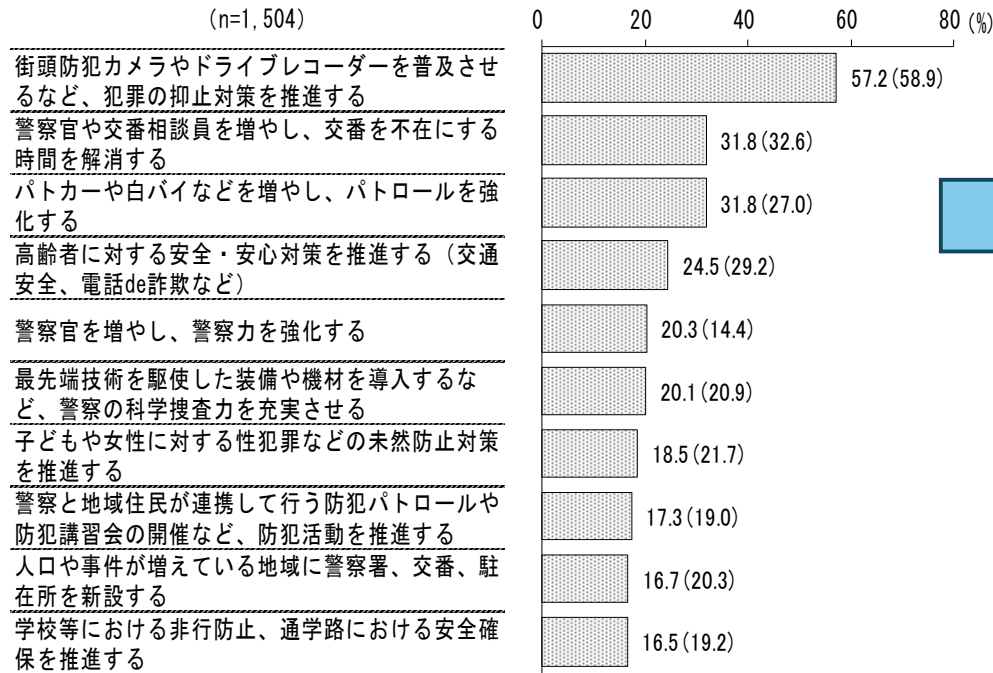 (n=1,504)
0 20 40 60 80 (%)
街頭防犯カメラやドライブレコーダーを普及させ
るなど、犯罪の抑止対策を推進する
57.2(58.9)
警察官や交番相談員を増やし、交番を不在にする
時間を解消する
31.8(32.6)
パトカーや白バイなどを増やし、パトロールを強
化する
31.8(27.0)
高齢者に対する安全・安心対策を推進する（交通
安全、電話de詐欺など）
24.5(29.2)
警察官を増やし、警察力を強化する
20.3(14.4)
最先端技術を駆使した装備や機材を導入するな
ど、警察の科学捜査力を充実させる
20.1(20.9)
子どもや女性に対する性犯罪などの未然防止対策
を推進する
18.5(21.7)
警察と地域住民が連携して行う防犯パトロールや
防犯講習会の開催など、防犯活動を推進する
17.3(19.0)
人口や事件が増えている地域に警察署、交番、駐
在所を新設する
16.7(20.3)
学校等における非行防止、通学路における安全確
保を推進する
16.5(19.2)